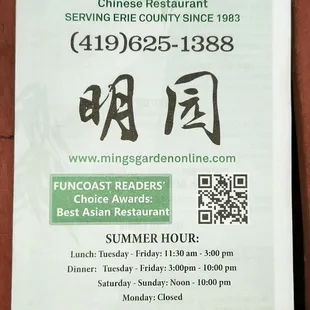 Chinese Restaurant
SERVING ERIE COUNTY SINCE 1983
(419)625-1388
明园
www.mingsgardenonline.com
FUNCOAST READERS'
Choice Awards:
Best Asian Restaurant
SUMMER HOUR:
Lunch: Tuesday - Friday: 11:30 am - 3:00 pm
Dinner: Tuesday - Friday: 3:00pm - 10:00 pm
Saturday - Sunday: Noon - 10:00 pm
Monday: Closed